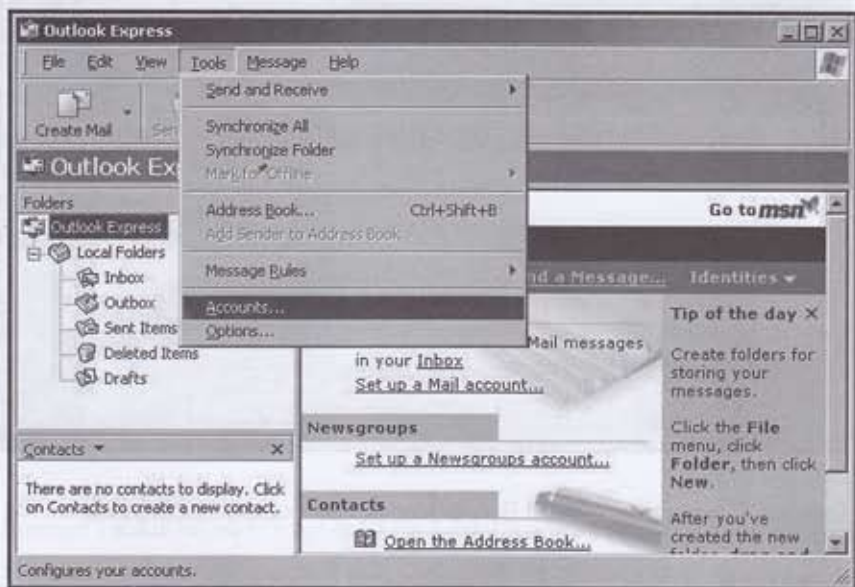 Outlook Express
File Edit View Tools Message Help
Create Mail
Send and Receive
Synchronize All
Synchronize Folder
Mark for Offline
Address Book... Ctrl+Shift+B
Add Sender to Address Book
Message Rules
Accounts...
Options...
Outlook Ex
Folders
Outlook Express
Local Folders
Inbox
Outbox
Sent Items
Deleted Items
Drafts
Contacts
There are no contacts to display. Click
on Contacts to create a new contact.
Go to msn
nd a Message... Identities
Mail messages
in your Inbox
Set up a Mail account...
Newsgroups
Set up a Newsgroups account...
Contacts
Open the Address Book...
Tip of the day
Create folders for
storing your
messages.
Click the File
menu, click
Folder, then click
New.
After you've
created the new
Configures your accounts.